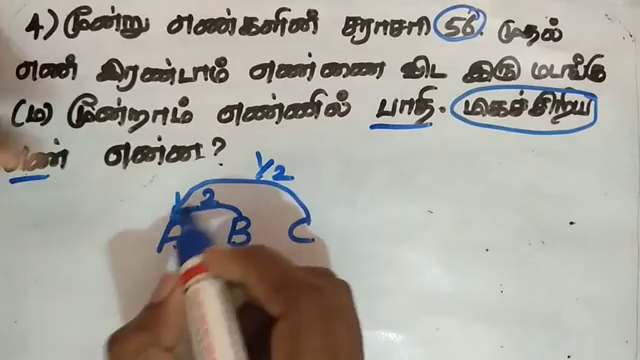 4) மூன்று எண்களின் சராசரி 56. முதல்
எண் இரண்டாம் எண்ணை விட இரு மடங்கு
(ம) மூன்றாம் எண்ணில் பாதி. மிகச்சிறிய
எண் என்ன?
1/2
2
A B C